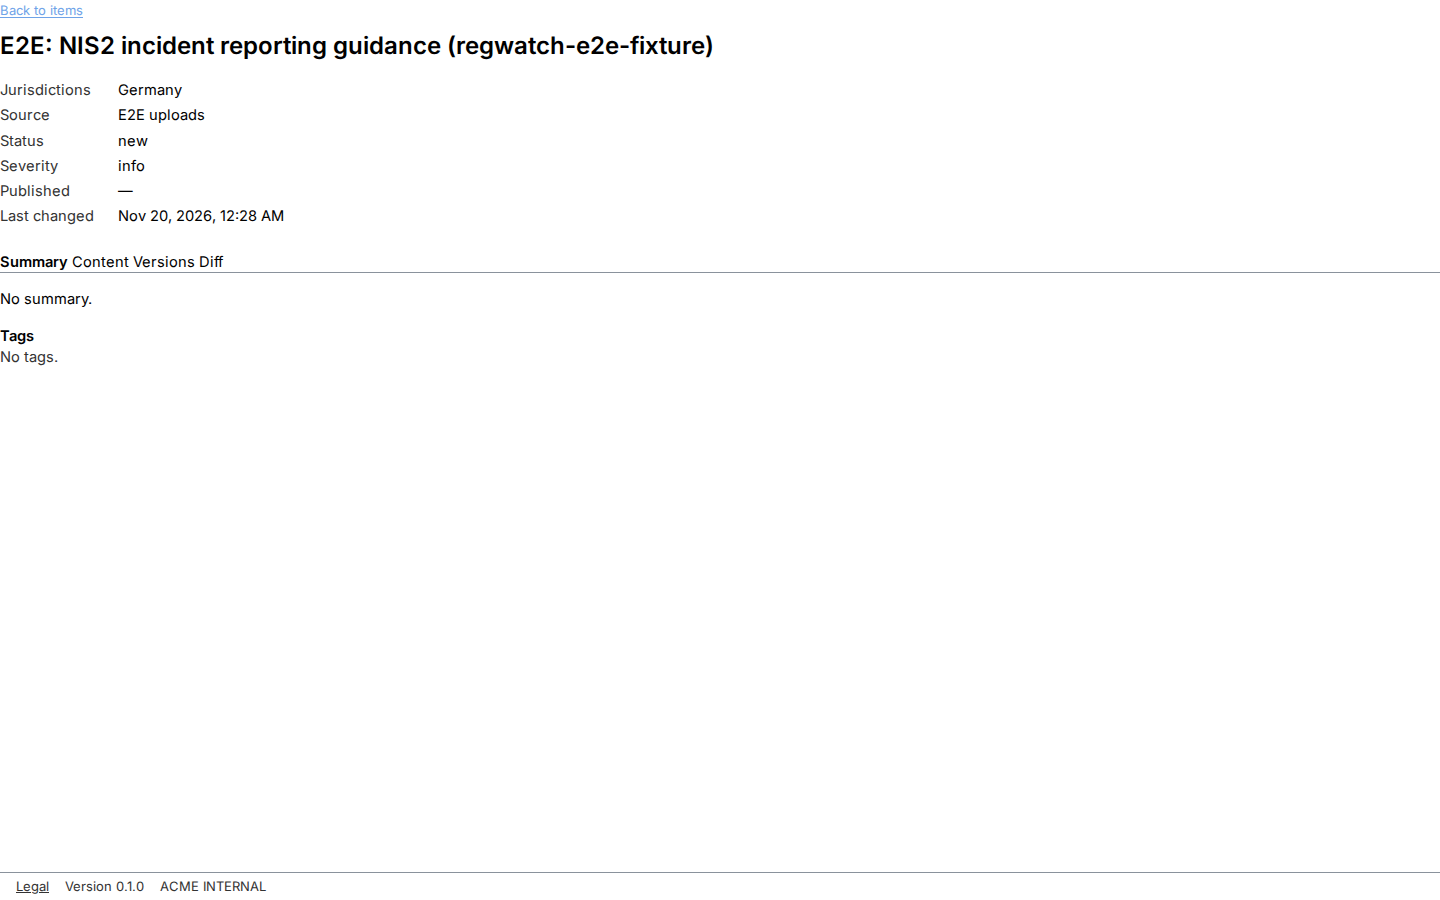 Back to items
E2E: NIS2 incident reporting guidance (regwatch-e2e-fixture)
Jurisdictions Germany
Source E2E uploads
Status new
Severity info
Published —
Last changed Nov 20, 2026, 12:28 AM
Summary Content Versions Diff
No summary.
Tags
No tags.
Legal Version 0.1.0 ACME INTERNAL